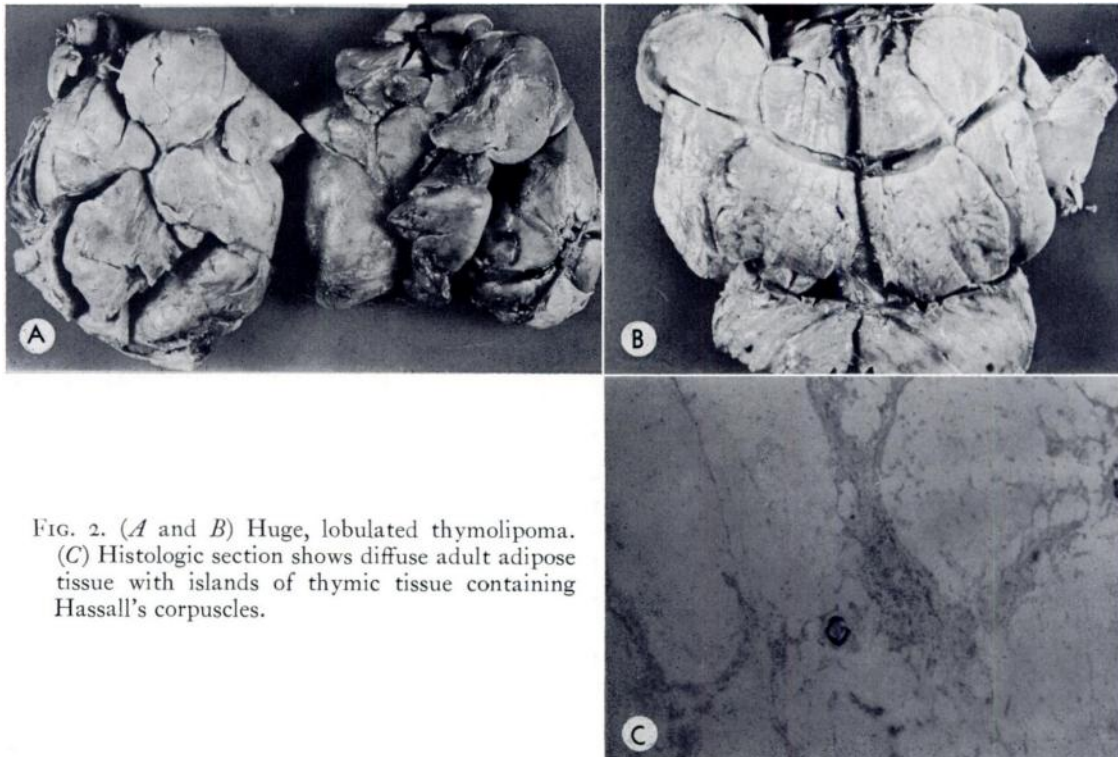 A
B
FIG. 2. (A and B) Huge, lobulated thymolipoma.
(C) Histologic section shows diffuse adult adipose
tissue with islands of thymic tissue containing
Hassall's corpuscles.
C